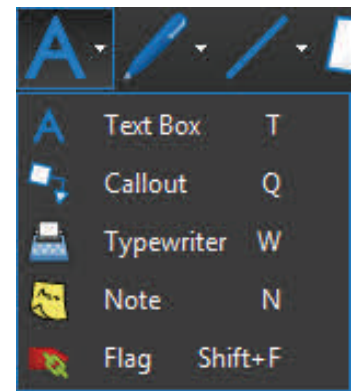 Text Box T
Callout Q
Typewriter W
Note N
Flag Shift+F